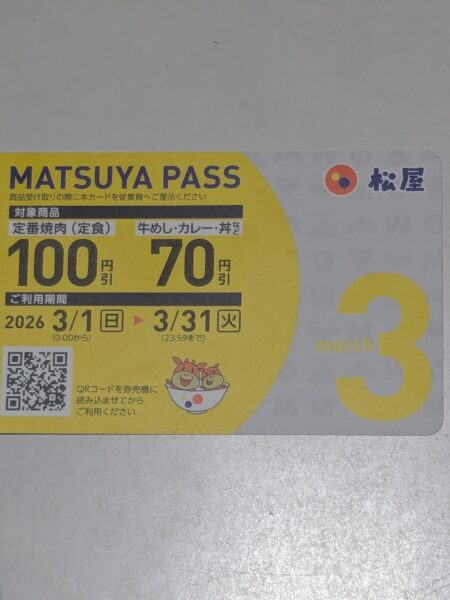 MATSUYA PASS
商品受け取りの際に本カードを従業員へご提示ください
対象商品
定番焼肉(定食)
100円引
牛めし・カレー・丼など
70円引
ご利用期間
2026 3/1日 ▶ 3/31火
(0:00から) (23:59まで)
QRコードを券売機に
読み込ませてから
ご利用ください
松屋
3
march